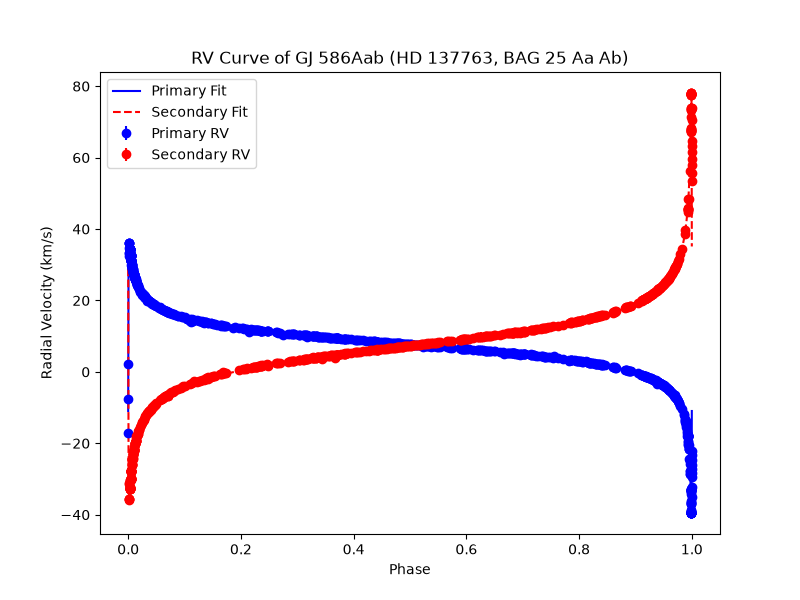 RV Curve of GJ 586Aab (HD 137763, BAG 25 Aa Ab)
Primary Fit
Secondary Fit
Primary RV
Secondary RV
80
60
40
20
0
−20
−40
Radial Velocity (km/s)
0.0 0.2 0.4 0.6 0.8 1.0
Phase